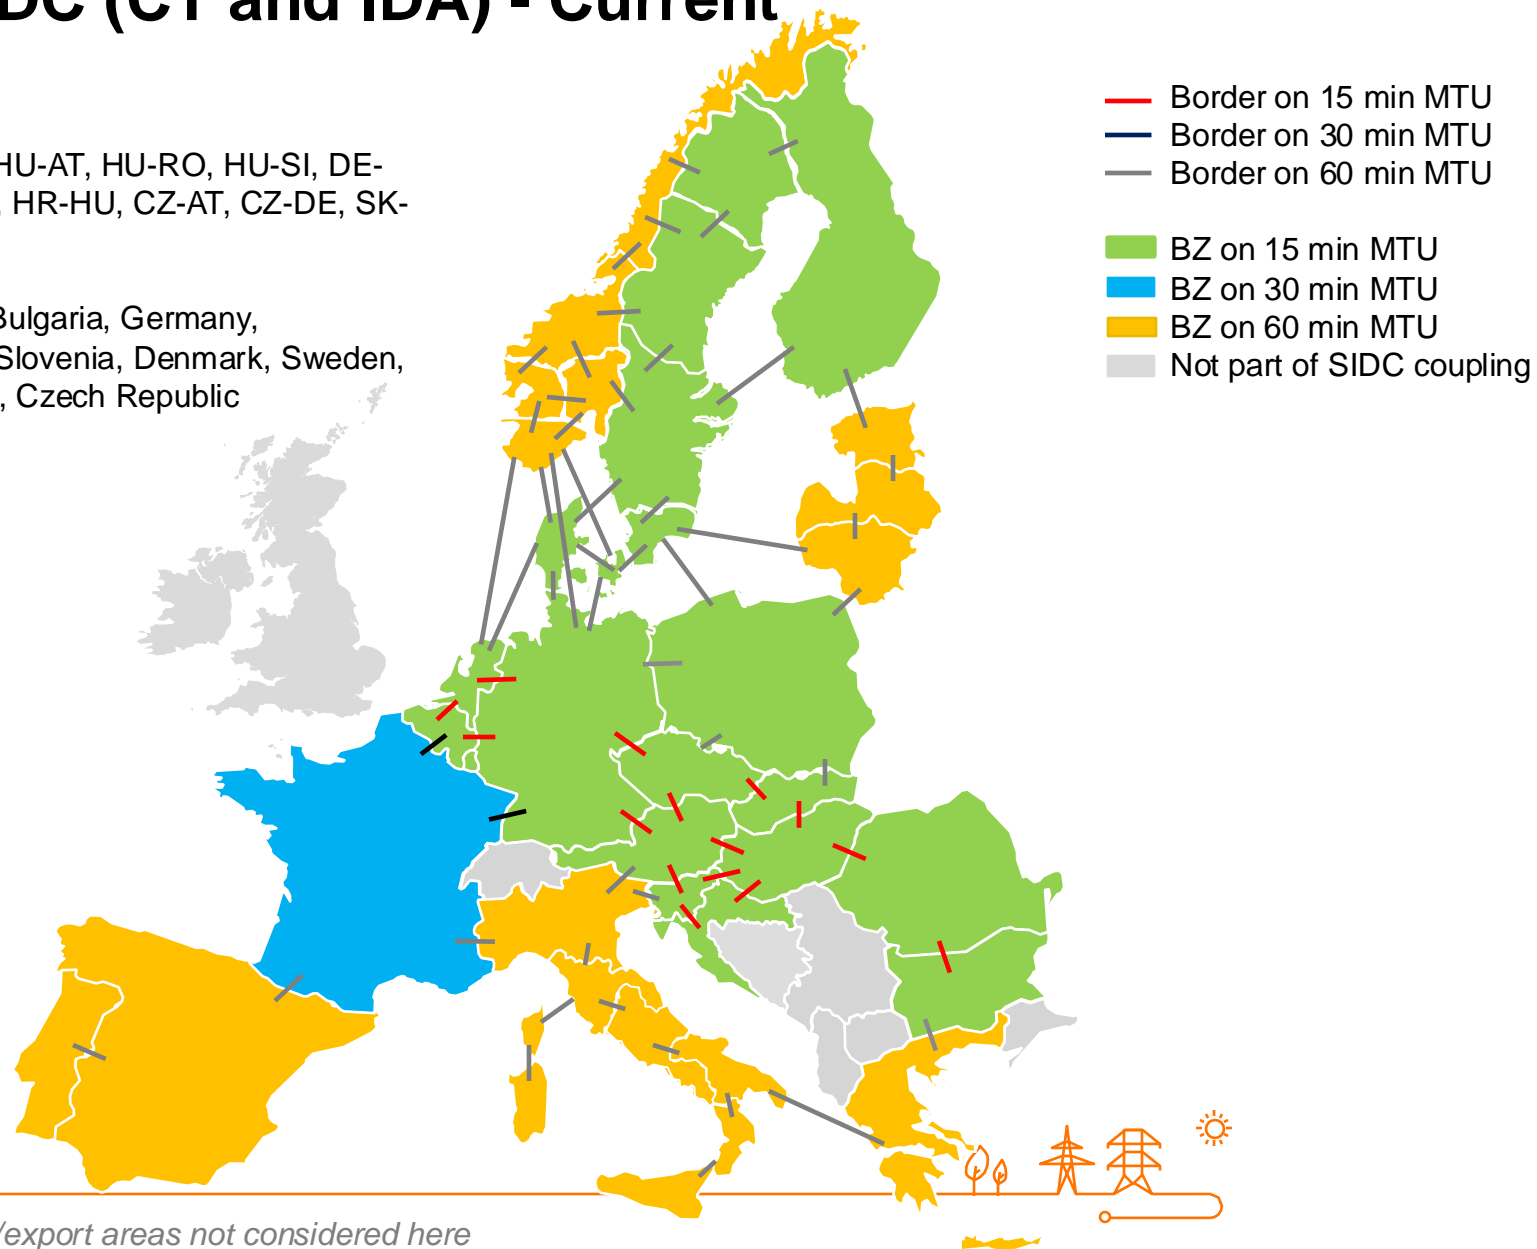 DC (CT and IDA) - Current
HU-AT, HU-RO, HU-SI, DE-
, HR-HU, CZ-AT, CZ-DE, SK-
Bulgaria, Germany,
Slovenia, Denmark, Sweden,
, Czech Republic
Border on 15 min MTU
Border on 30 min MTU
Border on 60 min MTU
BZ on 15 min MTU
BZ on 30 min MTU
BZ on 60 min MTU
Not part of SIDC coupling
/export areas not considered here